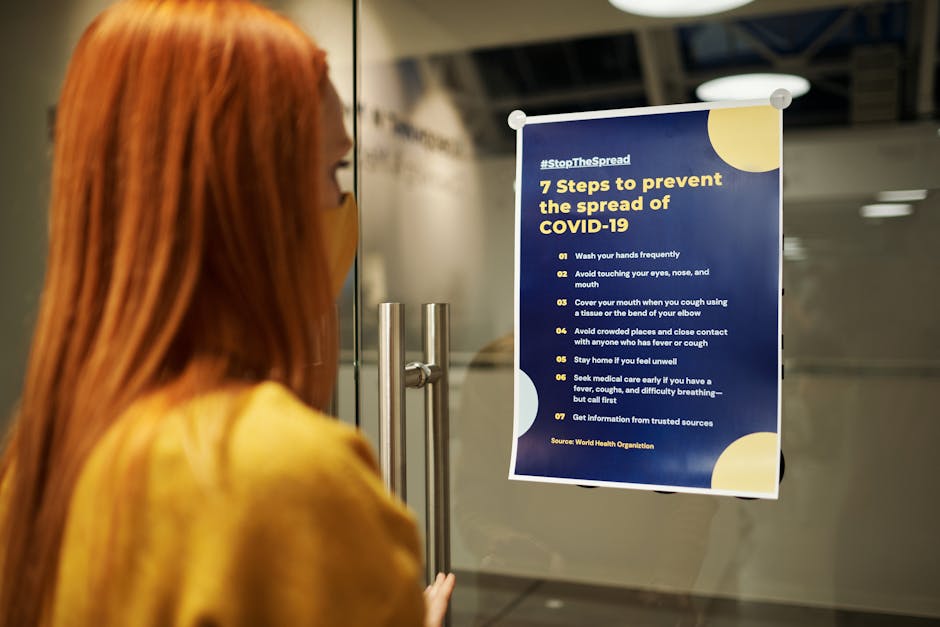 #StopTheSpread
7 Steps to prevent
the spread of
COVID-19
01 Wash your hands frequently
02 Avoid touching your eyes, nose, and
mouth
03 Cover your mouth when you cough using
a tissue or the bend of your elbow
04 Avoid crowded places and close contact
with anyone who has fever or cough
05 Stay home if you feel unwell
06 Seek medical care early if you have a
fever, coughs, and difficulty breathing—
but call first
07 Get information from trusted sources
Source: World Health Organiztion